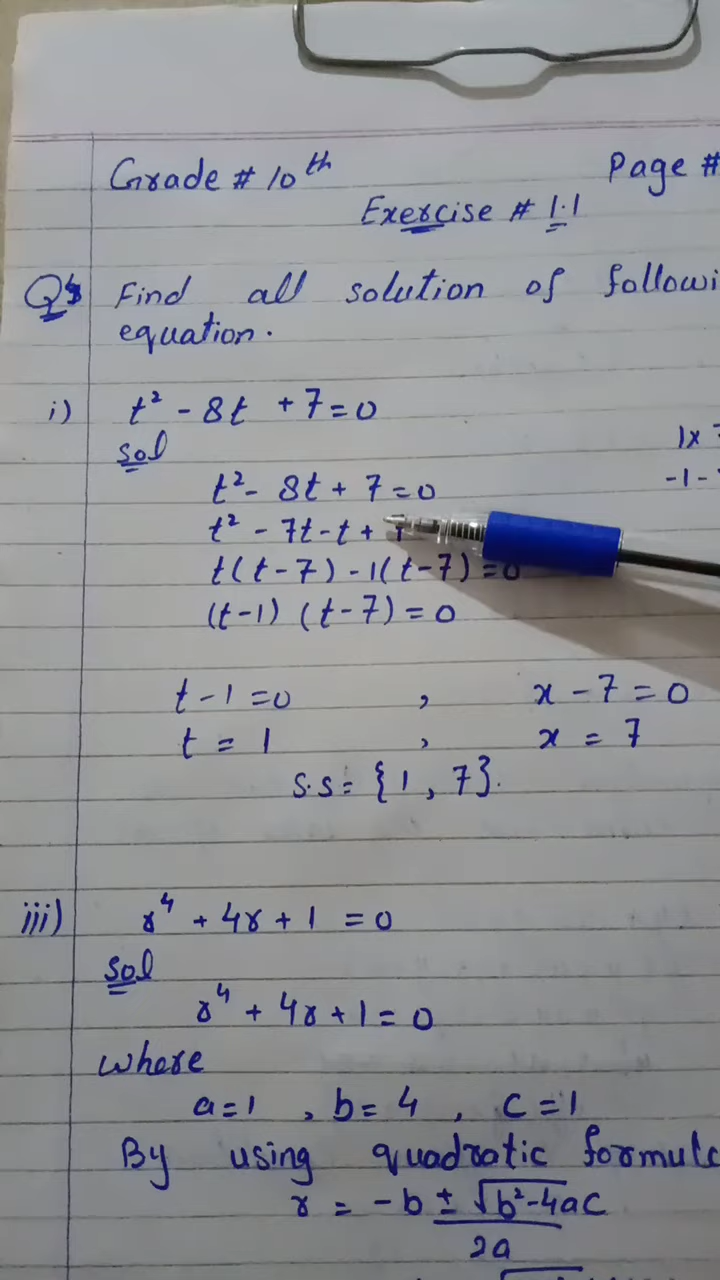 Grade # 10th Page #
Exercise # 1.1
Q4 Find all solution of followi
equation.
i) t² - 8t + 7 = 0
sol
1x
t² - 8t + 7 = 0
-1 -
t² - 7t - t +
t(t-7) - 1(t-7) = 0
(t-1) (t-7) = 0
t - 1 = 0 , x - 7 = 0
t = 1 , x = 7
S.S = {1, 7}.
iii) r⁴ + 4r + 1 = 0
sol
r⁴ + 4r + 1 = 0
where
a = 1 , b = 4 , c = 1
By using quadratic formula
r = -b ± √b²-4ac
2a